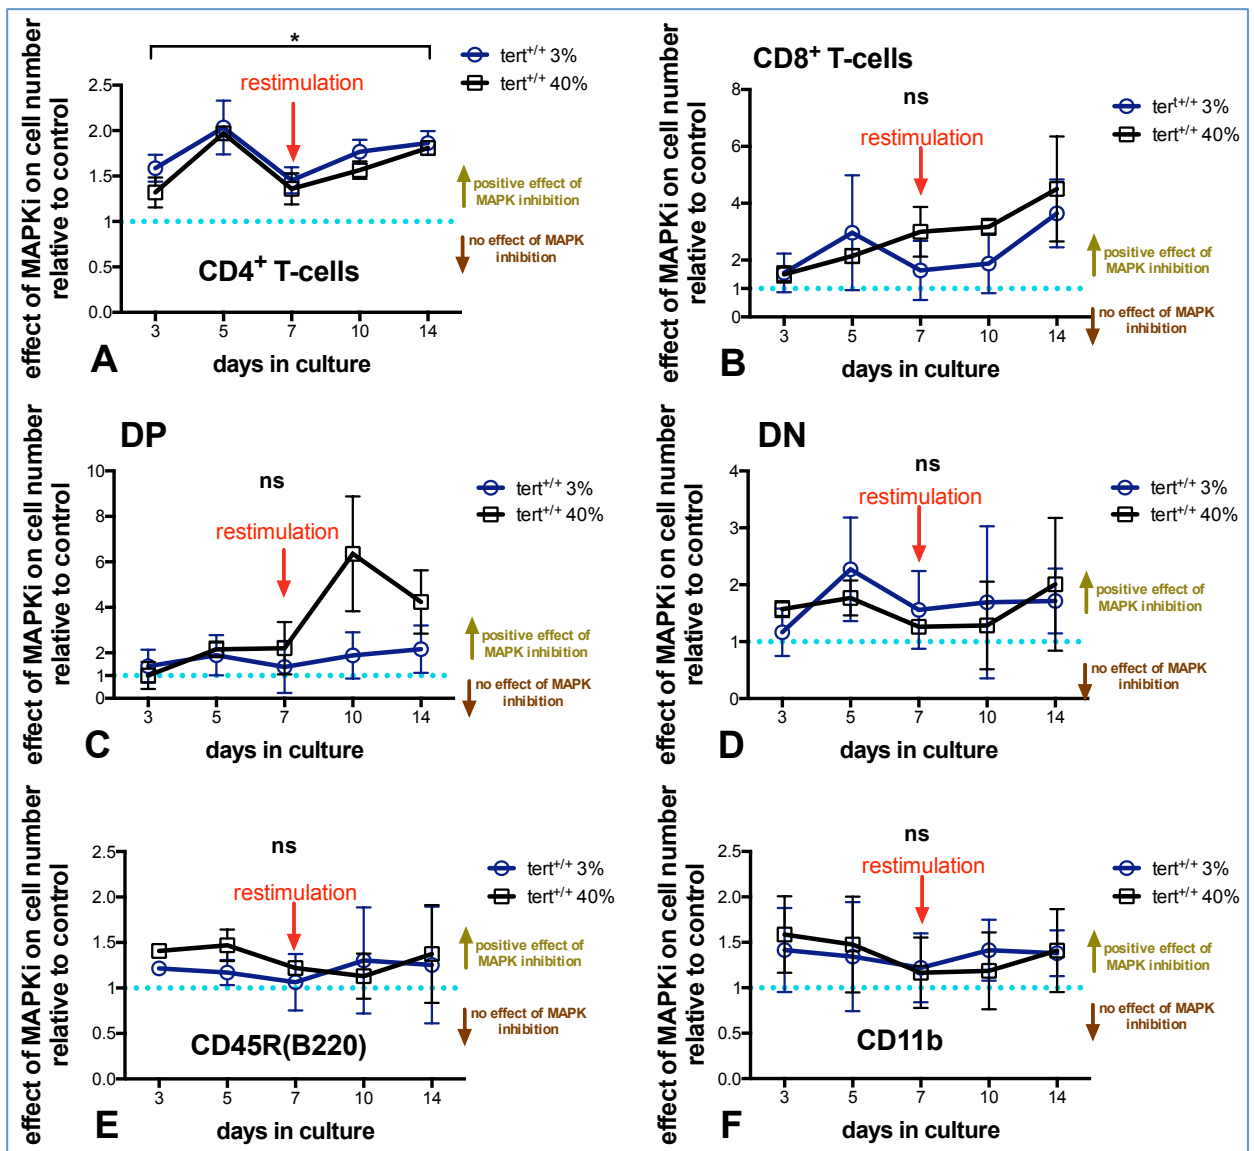 effect of MAPKi on cell number
relative to control
*
tert+/+ 3%
tert+/+ 40%
restimulation
2.5
2.0
1.5
1
0.5
0.0
positive effect of
MAPK inhibition
no effect of MAPK
inhibition
CD4+ T-cells
3 5 7 10 14
days in culture
A
effect of MAPKi on cell number
relative to control
CD8+ T-cells
ns
tert+/+ 3%
tert+/+ 40%
restimulation
8
6
4
2
1
0
positive effect of
MAPK inhibition
no effect of MAPK
inhibition
3 5 7 10 14
days in culture
B
effect of MAPKi on cell number
relative to control
DP
ns
tert+/+ 3%
tert+/+ 40%
restimulation
10
8
6
4
2
1
0
positive effect of
MAPK inhibition
no effect of MAPK
inhibition
3 5 7 10 14
days in culture
C
effect of MAPKi on cell number
relative to control
DN
ns
tert+/+ 3%
tert+/+ 40%
restimulation
4
3
2
1
0
positive effect of
MAPK inhibition
no effect of MAPK
inhibition
3 5 7 10 14
days in culture
D
effect of MAPKi on cell number
relative to control
ns
tert+/+ 3%
tert+/+ 40%
restimulation
2.5
2.0
1.5
1
0.5
0.0
positive effect of
MAPK inhibition
no effect of MAPK
inhibition
CD45R(B220)
3 5 7 10 14
days in culture
E
effect of MAPKi on cell number
relative to control
ns
tert+/+ 3%
tert+/+ 40%
restimulation
2.5
2.0
1.5
1
0.5
0.0
positive effect of
MAPK inhibition
no effect of MAPK
inhibition
CD11b
3 5 7 10 14
days in culture
F